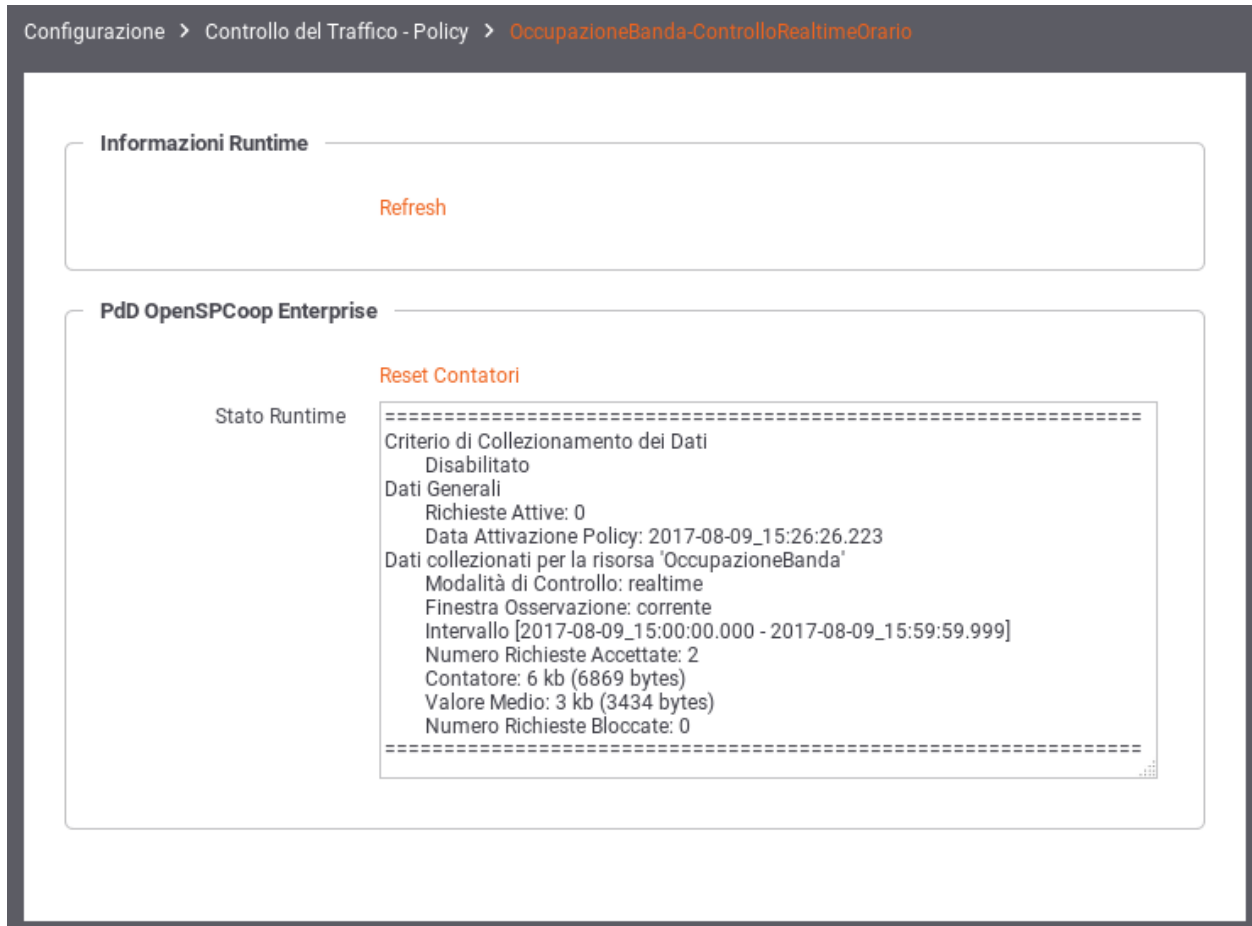 Configurazione > Controllo del Traffico - Policy > OccupazioneBanda-ControlloRealtimeOrario
Informazioni Runtime
Refresh
PdD OpenSPCoop Enterprise
Reset Contatori
Stato Runtime
================================================================
Criterio di Collezionamento dei Dati
Disabilitato
Dati Generali
Richieste Attive: 0
Data Attivazione Policy: 2017-08-09_15:26:26.223
Dati collezionati per la risorsa 'OccupazioneBanda'
Modalità di Controllo: realtime
Finestra Osservazione: corrente
Intervallo [2017-08-09_15:00:00.000 - 2017-08-09_15:59:59.999]
Numero Richieste Accettate: 2
Contatore: 6 kb (6869 bytes)
Valore Medio: 3 kb (3434 bytes)
Numero Richieste Bloccate: 0
================================================================